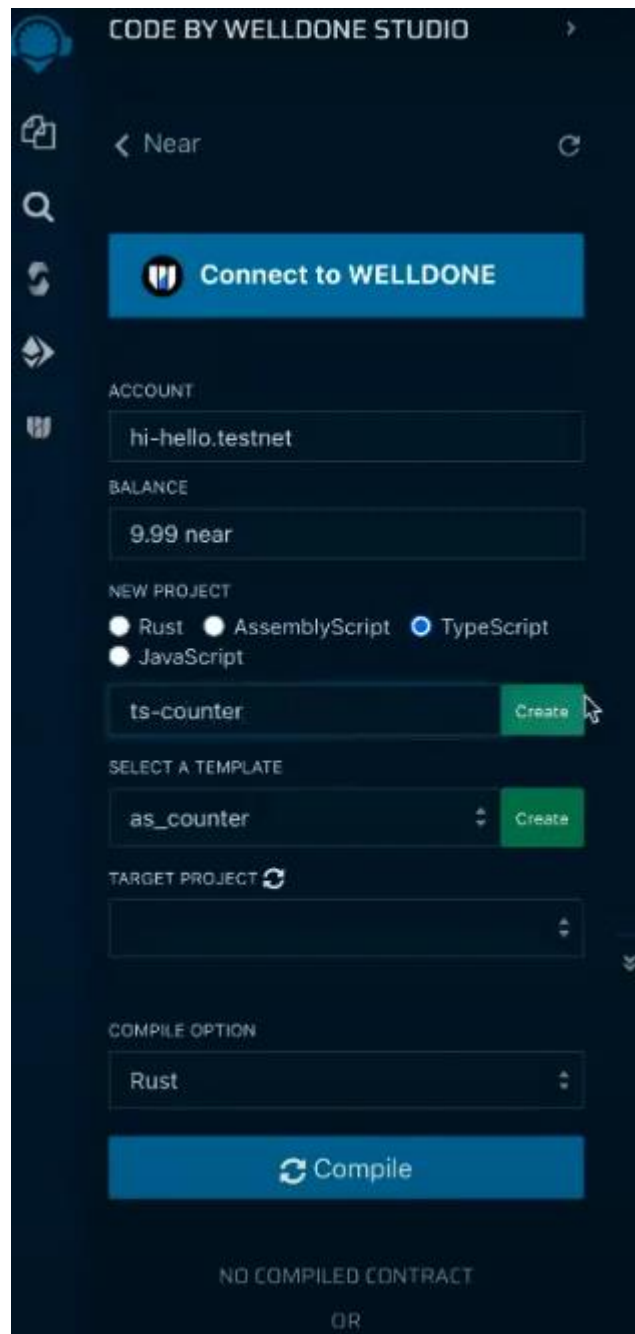 CODE BY WELLDONE STUDIO
Near
Connect to WELLDONE
ACCOUNT
hi-hello.testnet
BALANCE
9.99 near
NEW PROJECT
Rust AssemblyScript TypeScript
JavaScript
ts-counter Create
SELECT A TEMPLATE
as_counter Create
TARGET PROJECT
COMPILE OPTION
Rust
Compile
NO COMPILED CONTRACT
OR